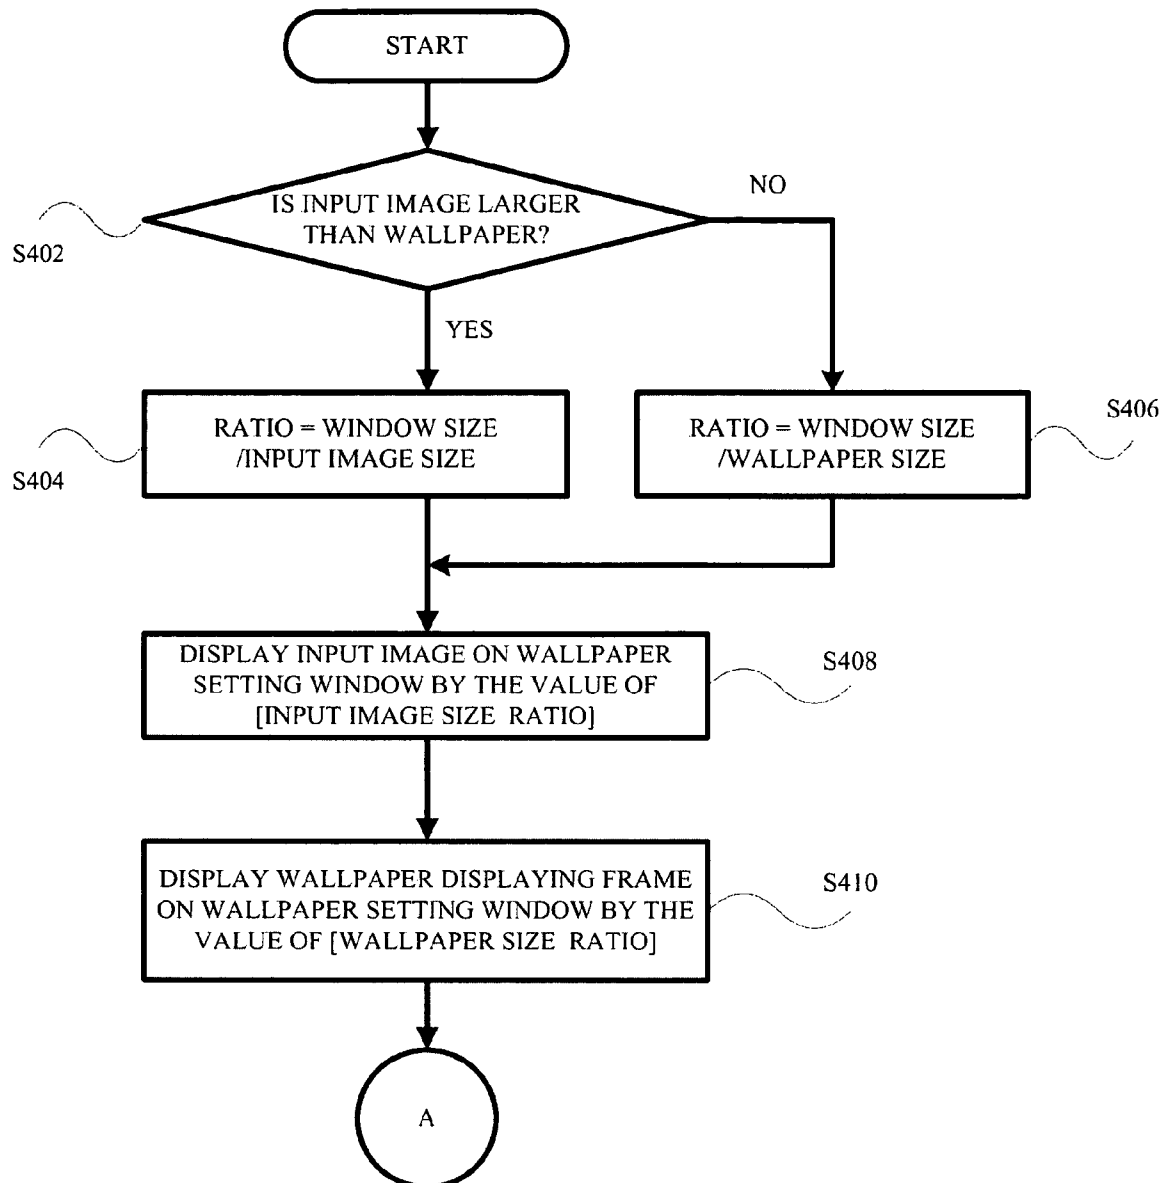 START
IS INPUT IMAGE LARGER
THAN WALLPAPER?
NO
S402
YES
RATIO = WINDOW SIZE
/INPUT IMAGE SIZE
S404
RATIO = WINDOW SIZE
/WALLPAPER SIZE
S406
DISPLAY INPUT IMAGE ON WALLPAPER
SETTING WINDOW BY THE VALUE OF
[INPUT IMAGE SIZE RATIO]
S408
DISPLAY WALLPAPER DISPLAYING FRAME
ON WALLPAPER SETTING WINDOW BY THE
VALUE OF [WALLPAPER SIZE RATIO]
S410
A